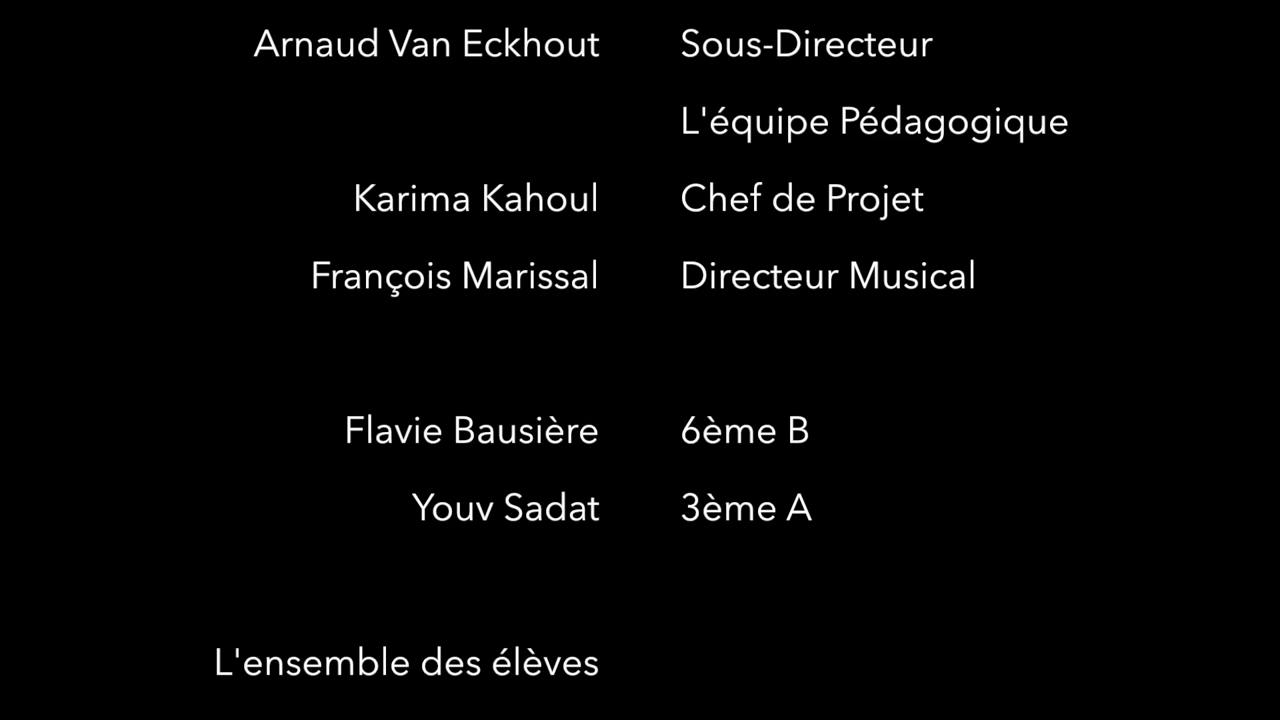 Arnaud Van Eckhout Sous-Directeur
L'équipe Pédagogique
Karima Kahoul Chef de Projet
François Marissal Directeur Musical
Flavie Bausière 6ème B
Youv Sadat 3ème A
L'ensemble des élèves